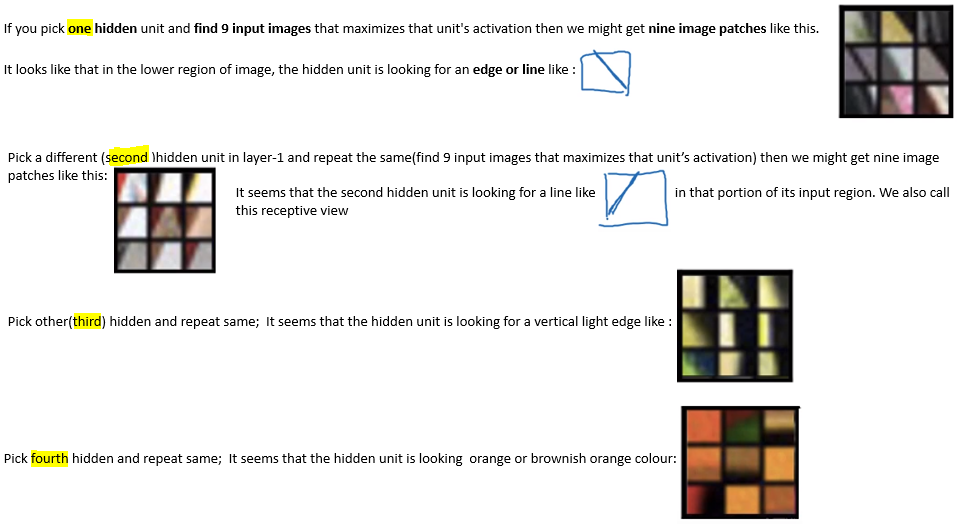 If you pick one hidden unit and find 9 input images that maximizes that unit's activation then we might get nine image patches like this.
It looks like that in the lower region of image, the hidden unit is looking for an edge or line like :
Pick a different (second )hidden unit in layer-1 and repeat the same(find 9 input images that maximizes that unit's activation) then we might get nine image
patches like this:
It seems that the second hidden unit is looking for a line like in that portion of its input region. We also call
this receptive view
Pick other(third) hidden and repeat same; It seems that the hidden unit is looking for a vertical light edge like :
Pick fourth hidden and repeat same; It seems that the hidden unit is looking orange or brownish orange colour: